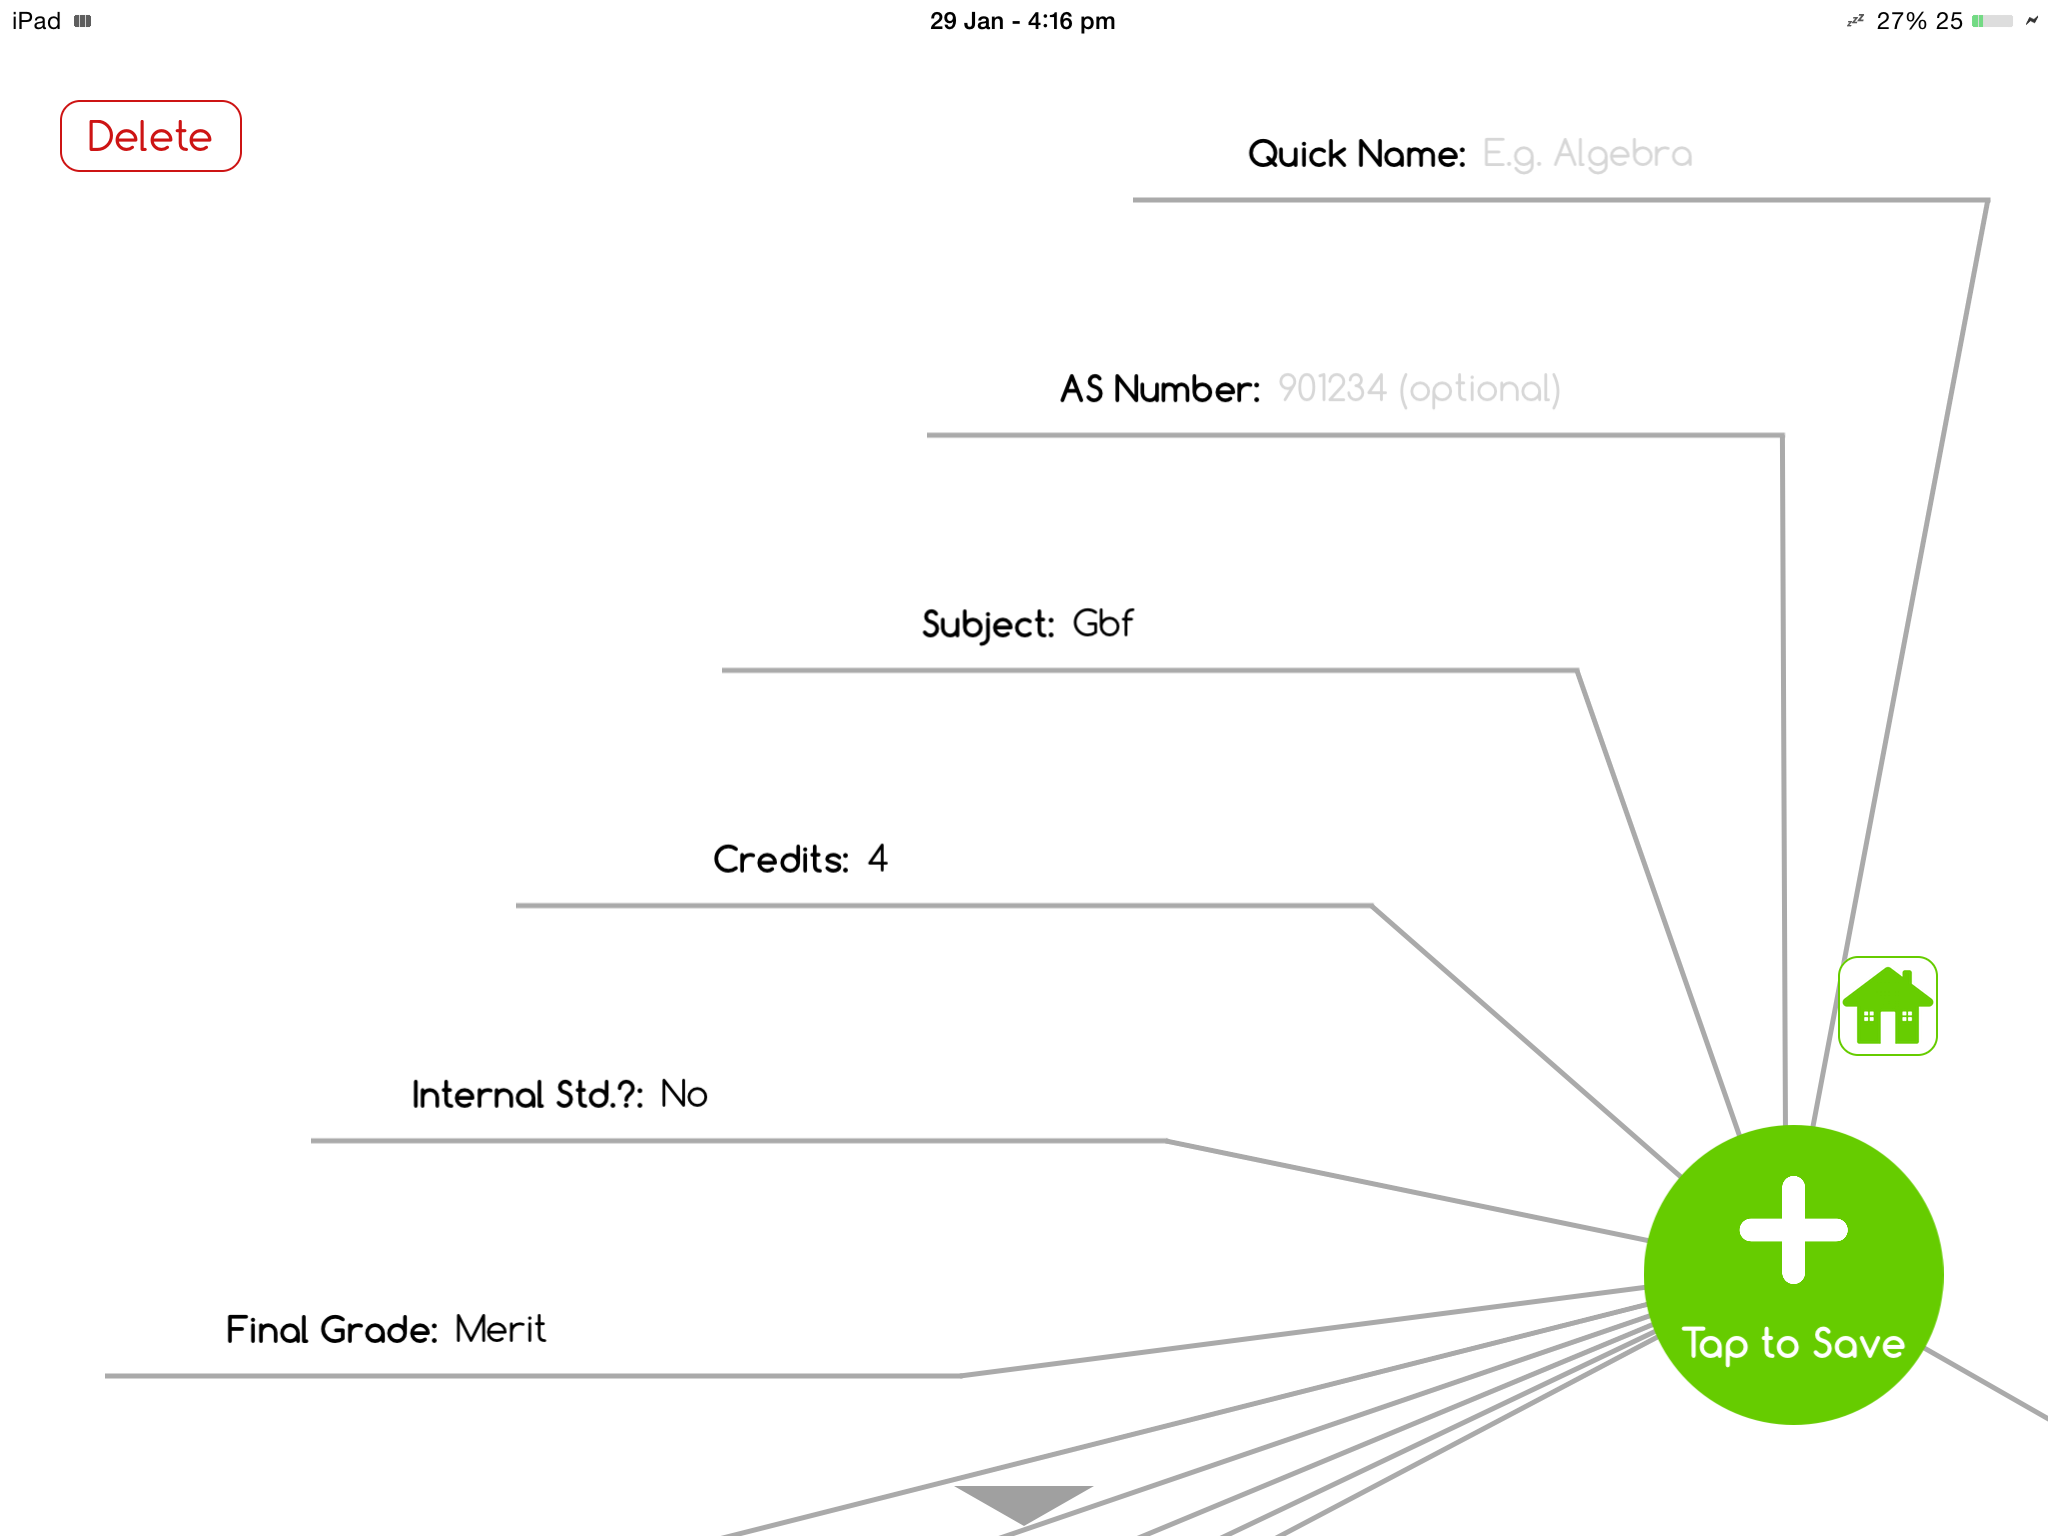 iPad 29 Jan - 4:16 pm zzz 27% 25
Delete
Quick Name: E.g. Algebra
AS Number: 901234 (optional)
Subject: Gbf
Credits: 4
Internal Std.?: No
Final Grade: Merit
Tap to Save